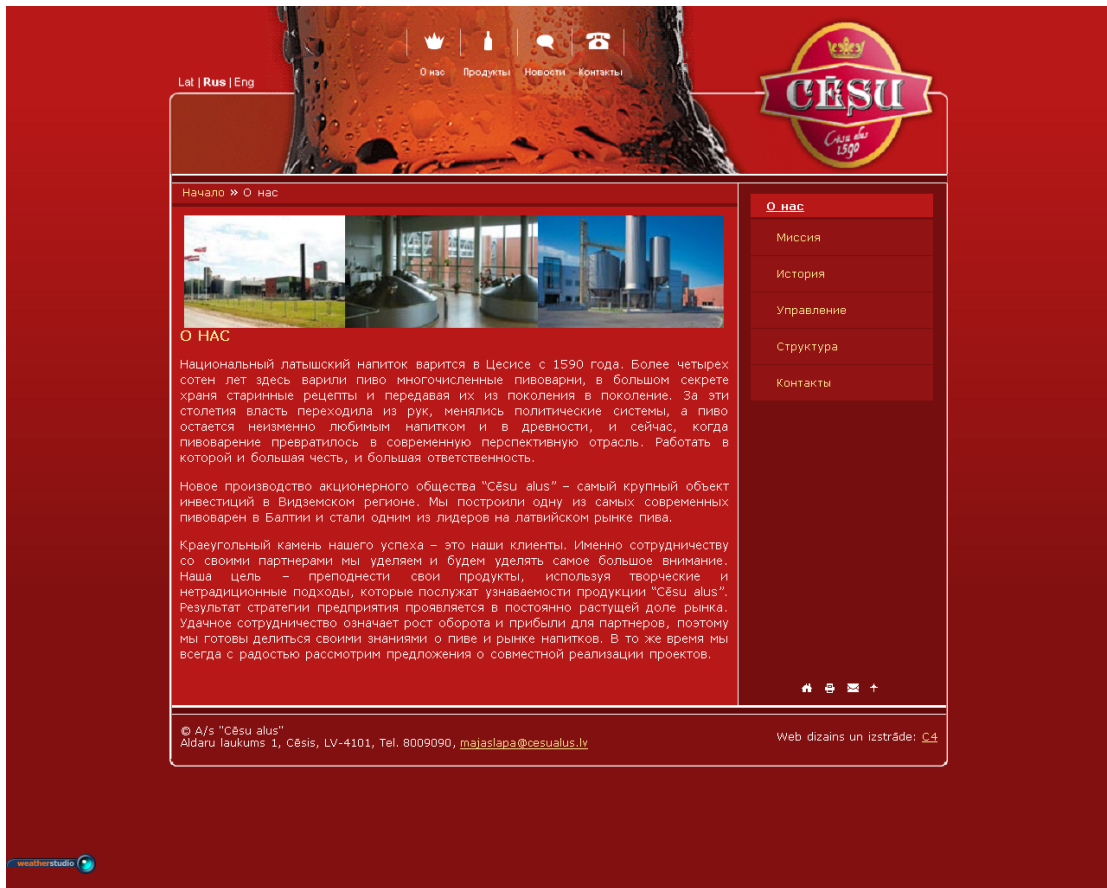 О нас
Продукты
Новости
Контакты
Lat | Rus | Eng
CĒSU
Cēsu alus
1590
Начало » О нас
О НАС
Национальный латышский напиток варится в Цесисе с 1590 года. Более четырех
сотен лет здесь варили пиво многочисленные пивоварни, в большом секрете
храня старинные рецепты и передавая их из поколения в поколение. За эти
столетия власть переходила из рук, менялись политические системы, а пиво
остается неизменно любимым напитком и в древности, и сейчас, когда
пивоварение превратилось в современную перспективную отрасль. Работать в
которой и большая честь, и большая ответственность.
Новое производство акционерного общества “Cēsu alus” – самый крупный объект
инвестиций в Видземском регионе. Мы построили одну из самых современных
пивоварен в Балтии и стали одним из лидеров на латвийском рынке пива.
Краеугольный камень нашего успеха – это наши клиенты. Именно сотрудничеству
со своими партнерами мы уделяем и будем уделять самое большое внимание.
Наша цель – преподнести свои продукты, используя творческие и
нетрадиционные подходы, которые послужат узнаваемости продукции “Cēsu alus”.
Результат стратегии предприятия проявляется в постоянно растущей доле рынка.
Удачное сотрудничество означает рост оборота и прибыли для партнеров, поэтому
мы готовы делиться своими знаниями о пиве и рынке напитков. В то же время мы
всегда с радостью рассмотрим предложения о совместной реализации проектов.
О нас
Миссия
История
Управление
Структура
Контакты
© A/s "Cēsu alus"
Aldaru laukums 1, Cēsis, LV-4101, Tel. 8009090, majaslapa@cesualus.lv
Web dizains un izstrāde: C4
weatherstudio